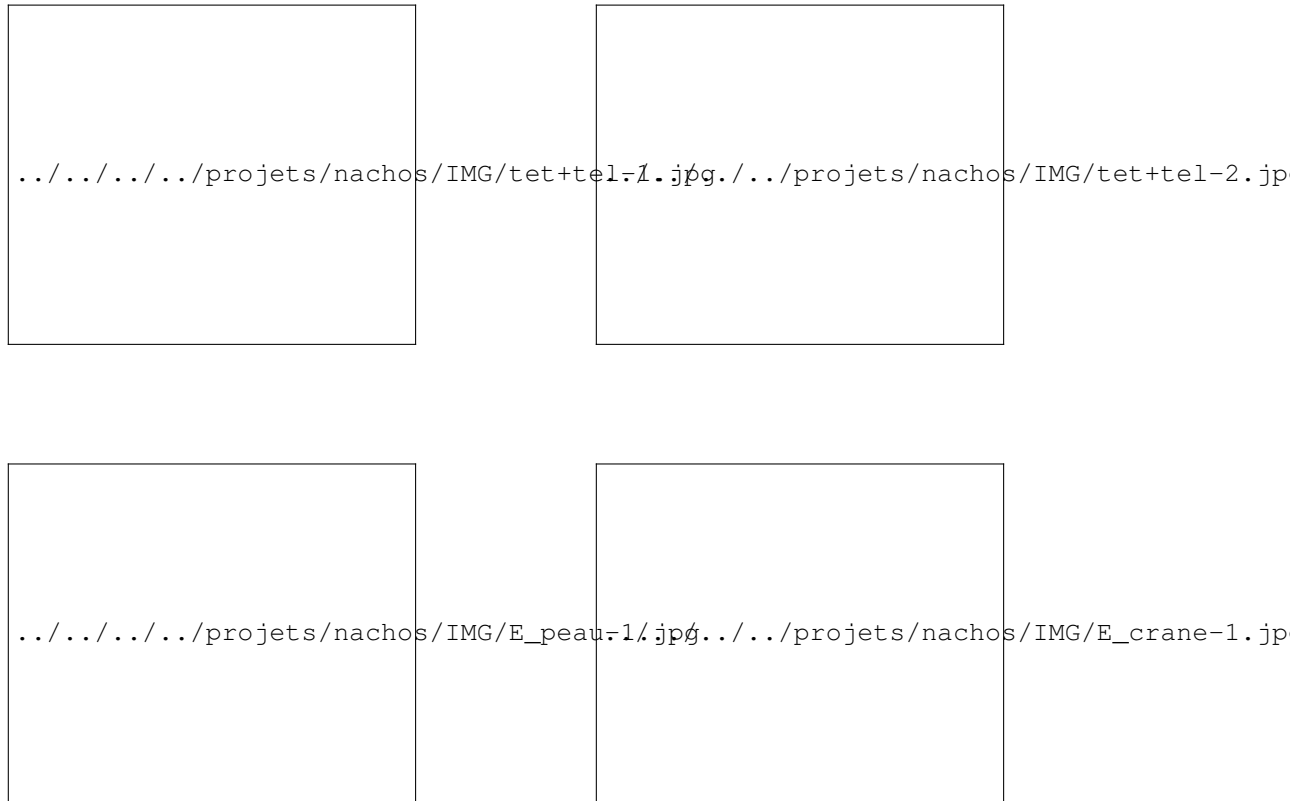 ../../../../projets/nachos/IMG/tet+tel-1.jpg
../../../../projets/nachos/IMG/tet+tel-2.jp
../../../../projets/nachos/IMG/E_peau-1.jpg
../../../../projets/nachos/IMG/E_crane-1.jp